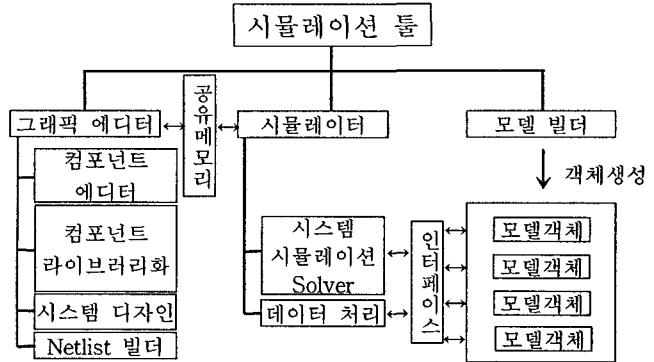 시뮬레이션 툴
그래픽 에디터
공유메모리
시뮬레이터
모델 빌더
객체생성
컴포넌트
에디터
컴포넌트
라이브러리화
시스템 디자인
Netlist 빌더
시스템
시뮬레이션
Solver
데이터 처리
인터페이스
모델객체
모델객체
모델객체
모델객체